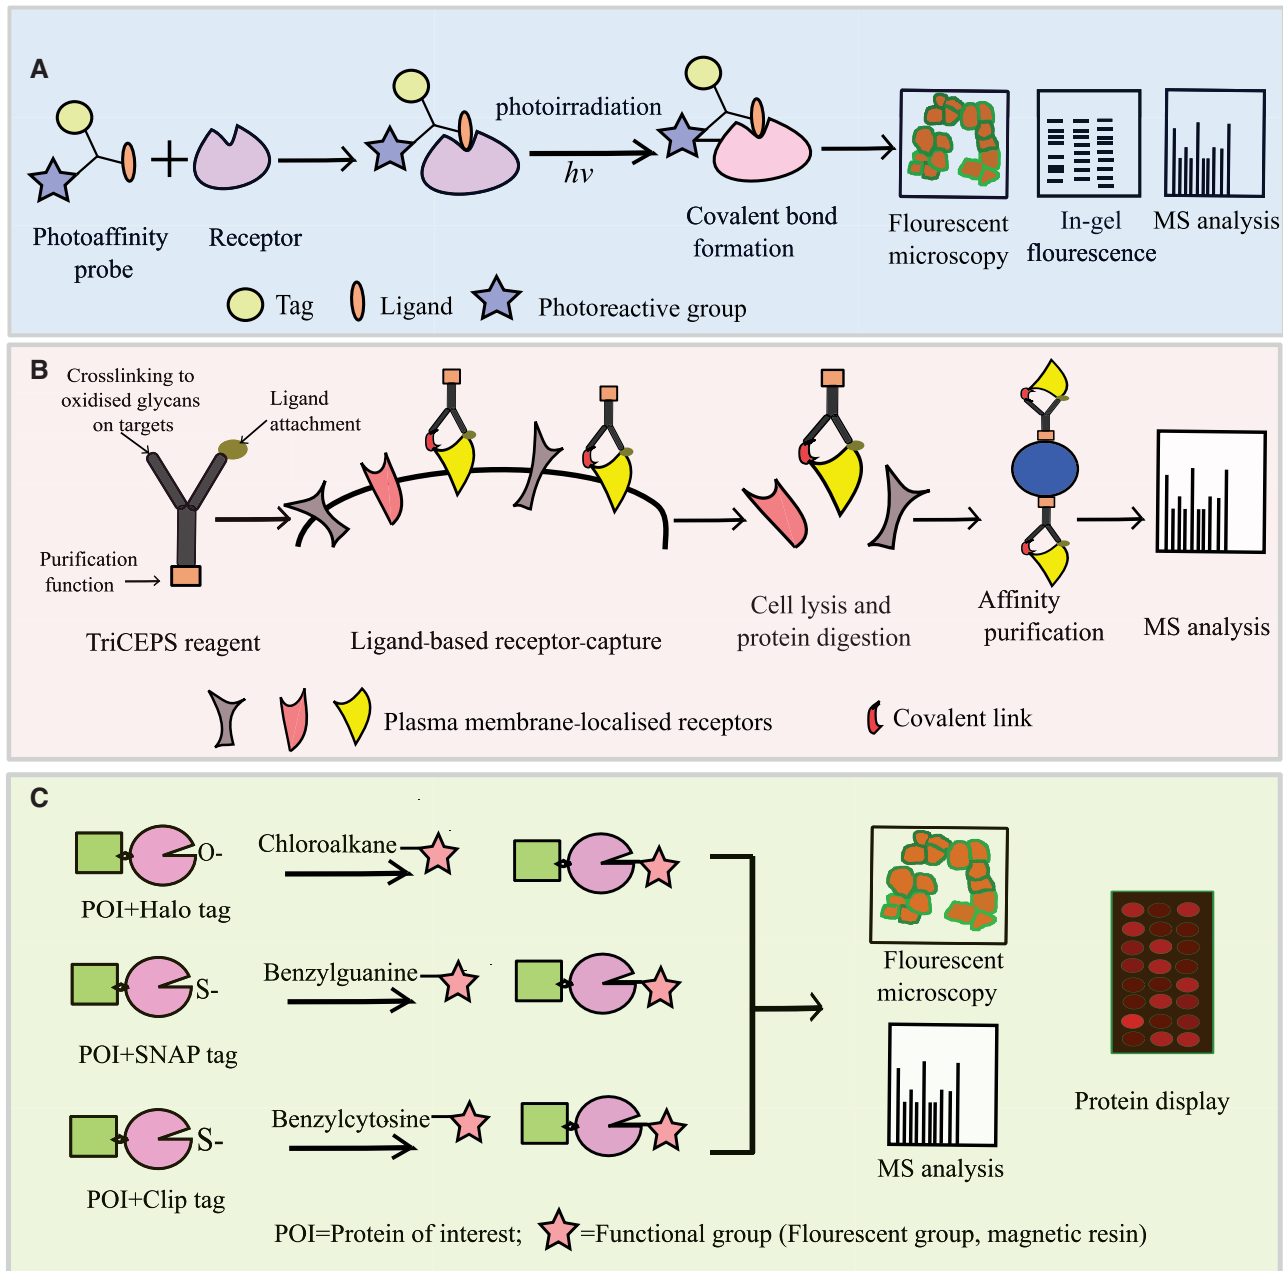 A
photoirradiation
hν
Photoaffinity
probe
Receptor
Covalent bond
formation
Flourescent
microscopy
In-gel
flourescence
MS analysis
Tag
Ligand
Photoreactive group
B
Crosslinking to
oxidised glycans
on targets
Ligand
attachment
Purification
function
TriCEPS reagent
Ligand-based receptor-capture
Cell lysis and
protein digestion
Affinity
purification
MS analysis
Plasma membrane-localised receptors
Covalent link
C
O-
Chloroalkane
POI+Halo tag
S-
Benzylguanine
POI+SNAP tag
S-
Benzylcytosine
POI+Clip tag
Flourescent
microscopy
MS analysis
Protein display
POI=Protein of interest;
=Functional group (Flourescent group, magnetic resin)